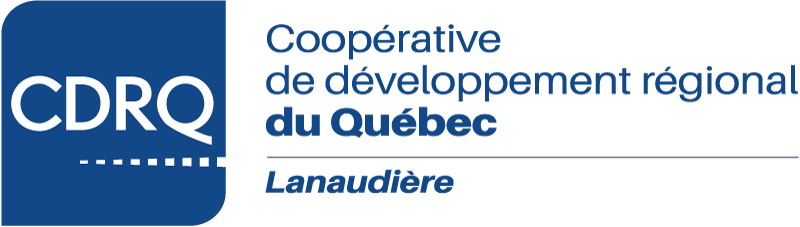 CDRQ
Coopérative
de développement régional
du Québec
Lanaudière